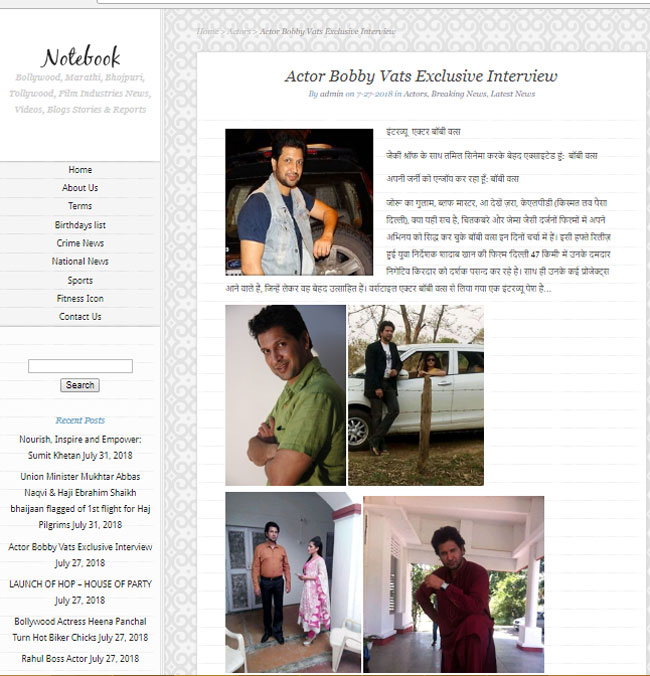 Notebook
Bollywood, Marathi, Bhojpuri,
Tollywood, Film Industries News,
Videos, Blogs Stories & Reports
Home
About Us
Terms
Birthdays list
Crime News
National News
Sports
Fitness Icon
Contact Us
Search
Recent Posts
Nourish, Inspire and Empower:
Sumit Khetan July 31, 2018
Union Minister Mukhtar Abbas
Naqvi & Haji Ebrahim Shaikh
bhaijaan flagged of 1st flight for Haj
Pilgrims July 31, 2018
Actor Bobby Vats Exclusive Interview
July 27, 2018
LAUNCH OF HOP – HOUSE OF PARTY
July 27, 2018
Bollywood Actress Heena Panchal
Turn Hot Biker Chicks July 27, 2018
Rahul Boss Actor July 27, 2018
Home > Actors > Actor Bobby Vats Exclusive Interview
Actor Bobby Vats Exclusive Interview
By admin on 7-27-2018 in Actors, Breaking News, Latest News
इंटरव्यू एक्टर बॉबी वत्स
जैकी श्रॉफ के साथ तमिल सिनेमा करके बेहद एक्साइटेड हूं: बॉबी वत्स
अपनी जर्नी को एन्जॉय कर रहा हूँ: बॉबी वत्स
जोरू का गुलाम, ब्लफ मास्टर, आ देखें ज़रा, केएलपीडी (किस्मत लव पैसा
दिल्ली), क्या यही सच है, चितकबरे और जेम्स जैसी दर्जनों फिल्मों में अपने
अभिनय को सिद्ध कर चुके बॉबी वत्स इन दिनों चर्चा में हैं। इसी हफ्ते रिलीज़
हुई युवा निर्देशक शादाब खान की फिल्म 'दिल्ली 47 किमी' में उनके दमदार
निगेटिव किरदार को दर्शक पसन्द कर रहे हैं। साथ ही उनके कई प्रोजेक्ट्स
आने वाले है, जिन्हें लेकर वह बेहद उत्साहित हैं। वर्सटाइल एक्टर बॉबी वत्स से लिया गया एक इंटरव्यू पेश है...